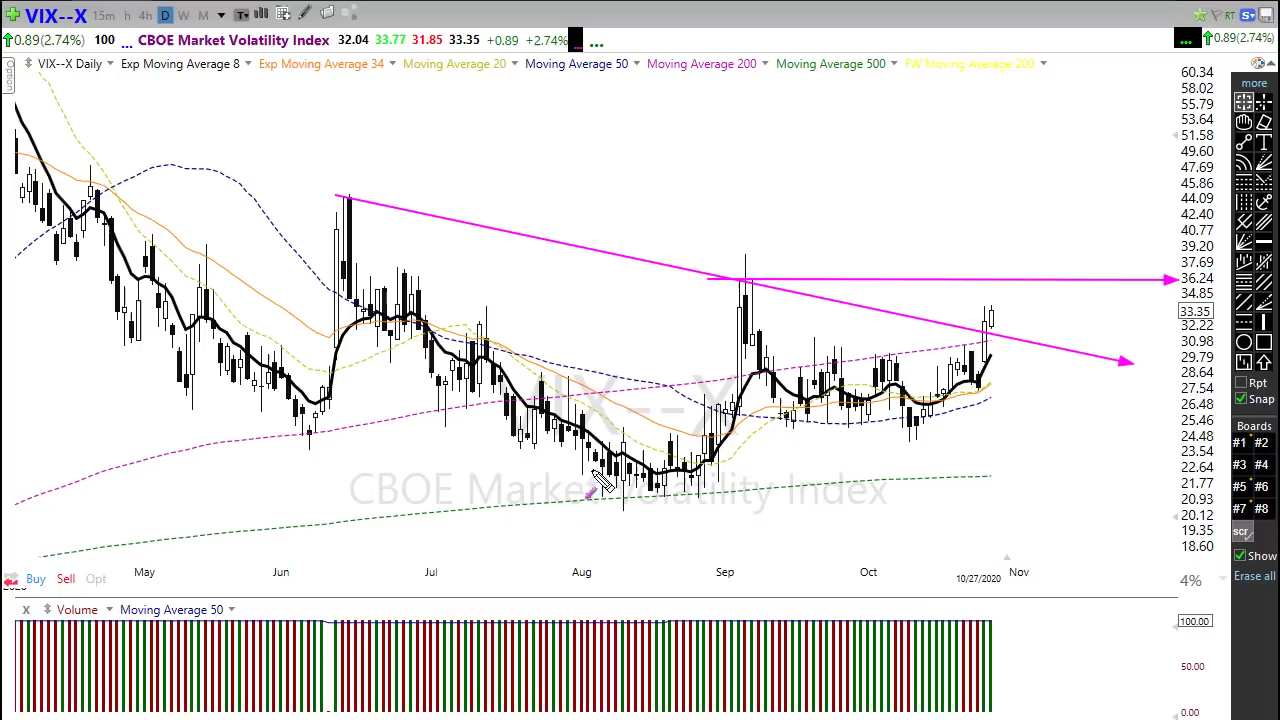 VIX--X 15m h 4h D W M T RT S
0.89(2.74%) 100 ... CBOE Market Volatility Index 32.04 33.77 31.85 33.35 +0.89 +2.74% ... ... 0.89(2.74%)
Option
VIX--X Daily Exp Moving Average 8 Exp Moving Average 34 Moving Average 20 Moving Average 50 Moving Average 200 Moving Average 500 FW Moving Average 200
60.34
58.02
55.79
53.64
51.58
49.60
47.69
45.86
44.09
42.40
40.77
39.20
37.69
36.24
34.85
33.35
32.22
30.98
29.79
28.64
27.54
26.48
25.46
24.48
23.54
22.64
21.77
20.93
20.12
19.35
18.60
more
T
Rpt
Snap
Boards
#1 #2
#3 #4
#5 #6
#7 #8
scr
Show
Erase all
VIX--X
CBOE Market Volatility Index
May Jun Jul Aug Sep Oct Nov
10/27/2020
Buy Sell Opt
4%
x Volume Moving Average 50
100.00
50.00
0.00